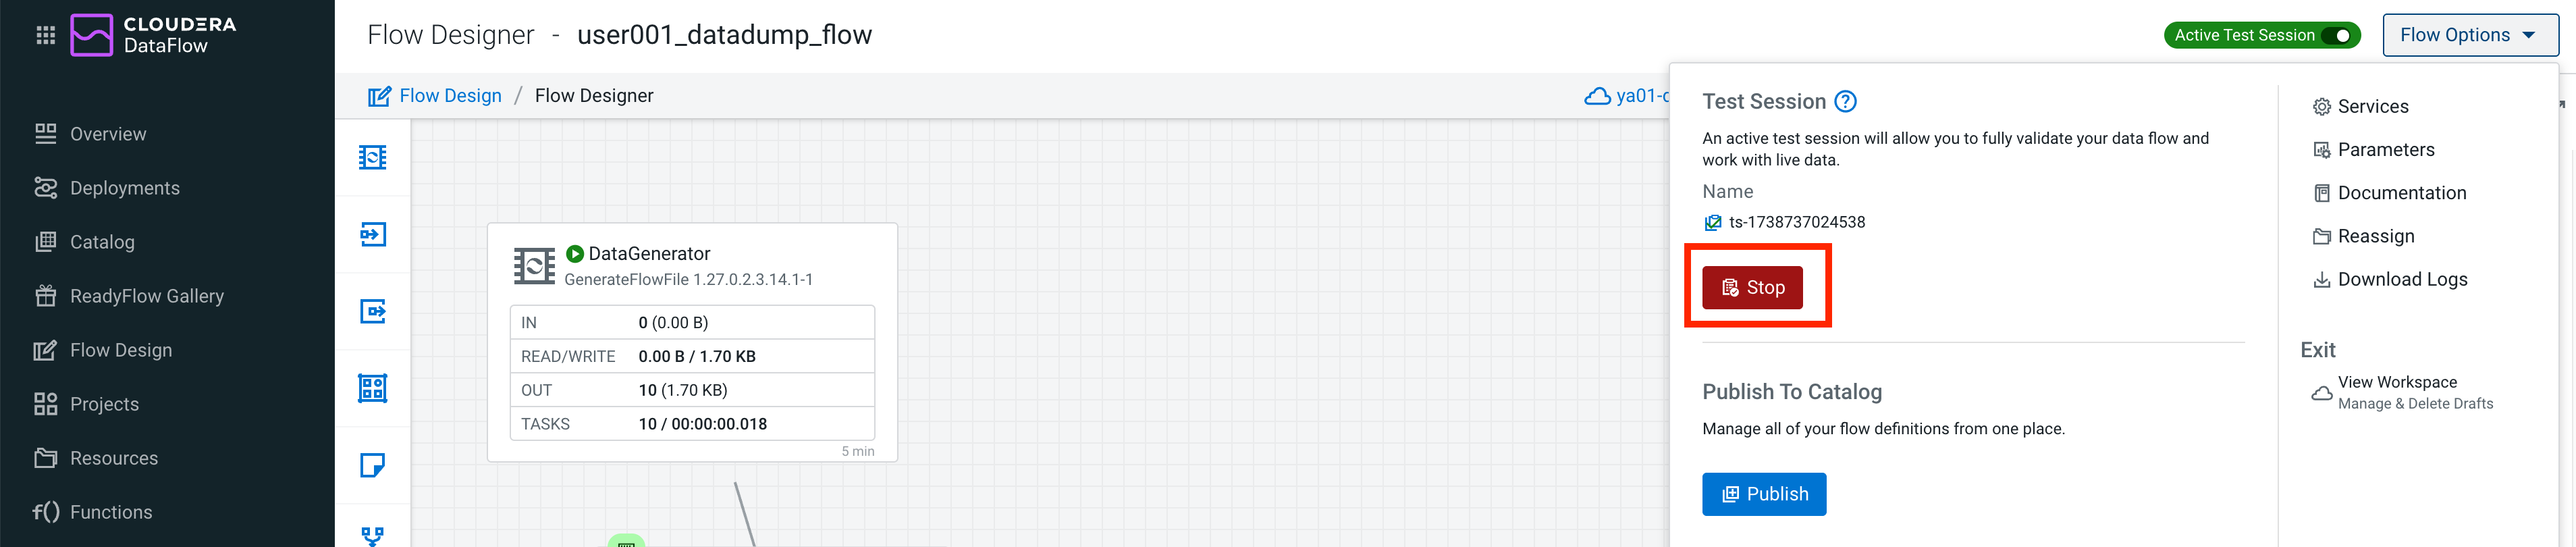 CLOUDERA
DataFlow
Overview
Deployments
Catalog
ReadyFlow Gallery
Flow Design
Projects
Resources
f() Functions
Flow Designer - user001_datadump_flow
Active Test Session
Flow Options
Flow Design / Flow Designer
ya01-
DataGenerator
GenerateFlowFile 1.27.0.2.3.14.1-1
IN 0 (0.00 B)
READ/WRITE 0.00 B / 1.70 KB
OUT 10 (1.70 KB)
TASKS 10 / 00:00:00.018
5 min
Test Session ?
An active test session will allow you to fully validate your data flow and
work with live data.
Name
ts-1738737024538
Stop
Publish To Catalog
Manage all of your flow definitions from one place.
Publish
Services
Parameters
Documentation
Reassign
Download Logs
Exit
View Workspace
Manage & Delete Drafts